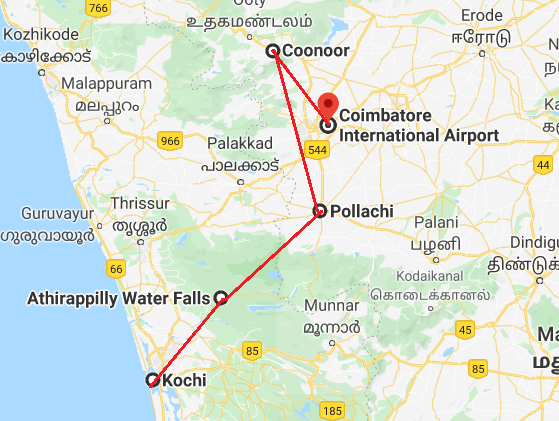 Ooty
உதகமண்டலம்
766
Kozhikode
കോഴിക്കോട്
Coonoor
Erode
ஈரோடு
Malappuram
മലപ്പുറം
Coimbatore
International Airport
966
Palakkad
പാലക്കാട്
544
44
Guruvayur
ഗുരുവായൂർ
Thrissur
തൃശ്ശൂർ
Pollachi
Palani
பழனி
66
Kodaikanal
கொடைக்கானல்
Athirappilly Water Falls
Munnar
മൂന്നാർ
45
85
85
Kochi
185